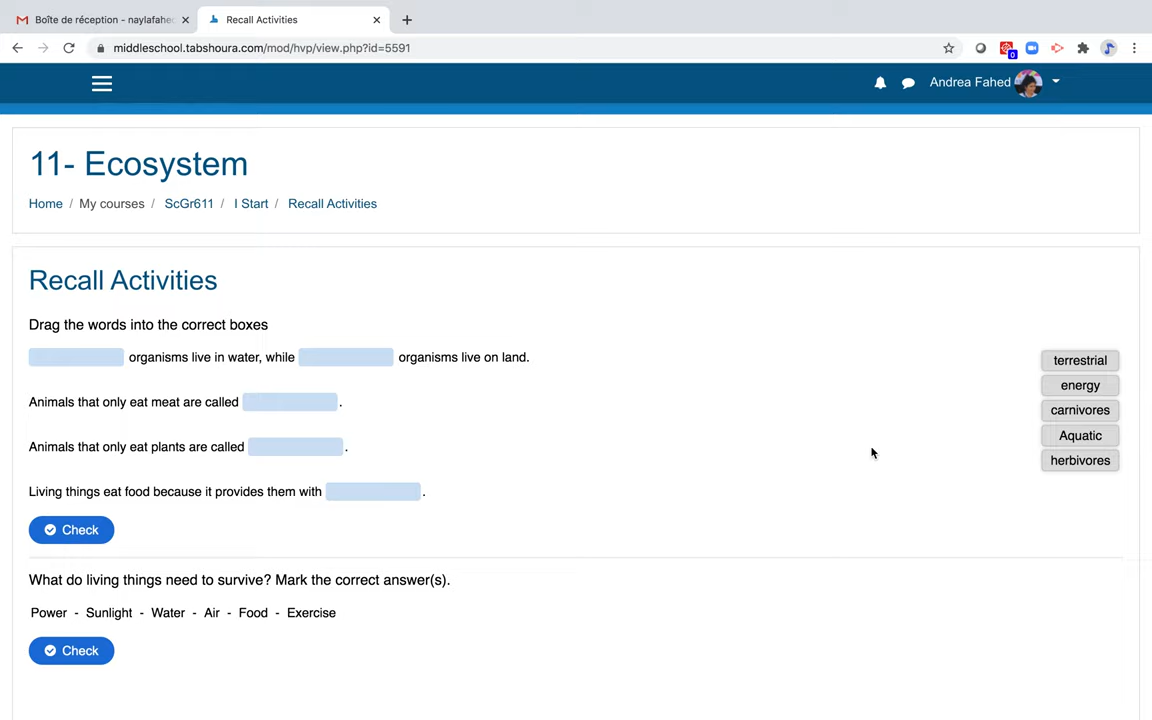 Boîte de réception - naylafahed
Recall Activities
middleschool.tabshoura.com/mod/hvp/view.php?id=5591
0
Andrea Fahed
11- Ecosystem
Home / My courses / ScGr611 / I Start / Recall Activities
Recall Activities
Drag the words into the correct boxes
organisms live in water, while organisms live on land.
Animals that only eat meat are called .
Animals that only eat plants are called .
Living things eat food because it provides them with .
terrestrial
energy
carnivores
Aquatic
herbivores
Check
What do living things need to survive? Mark the correct answer(s).
Power - Sunlight - Water - Air - Food - Exercise
Check